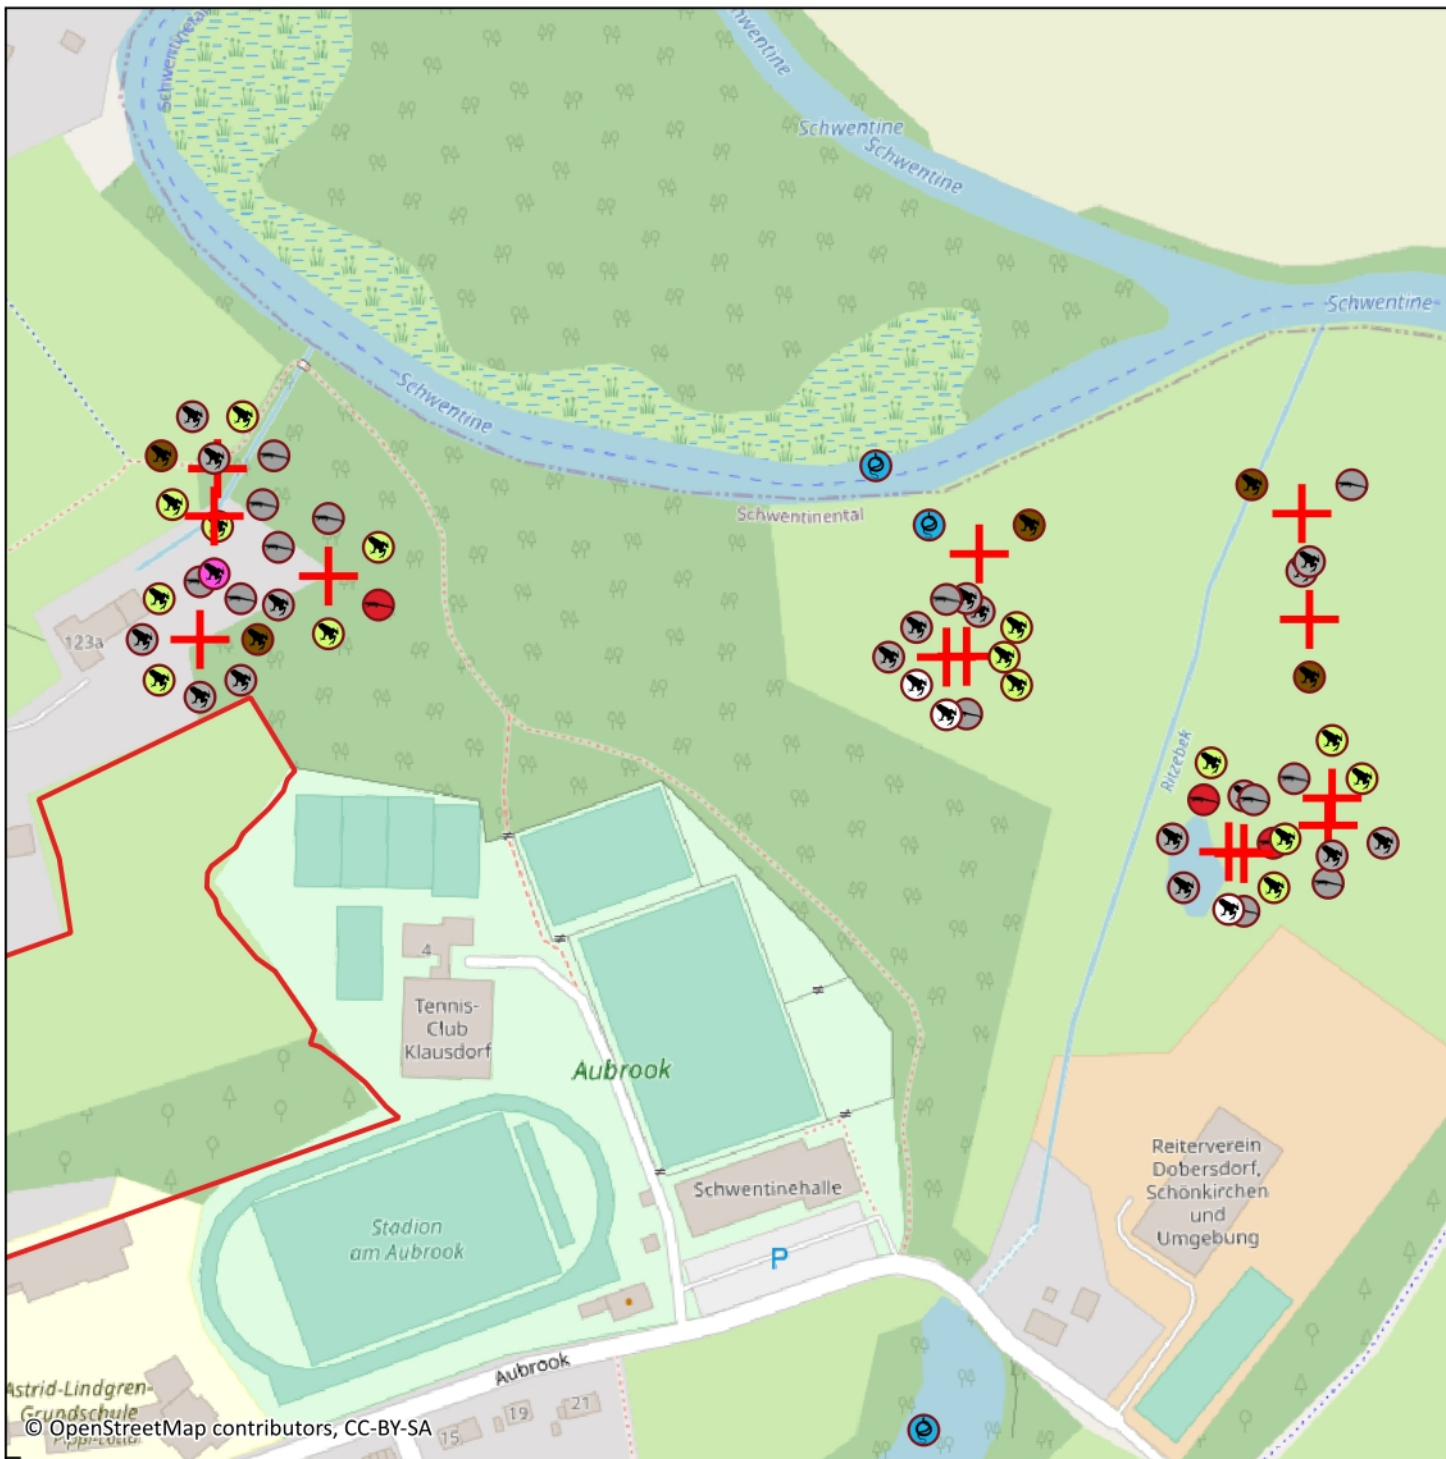 Schwentinetal
Schwentine
Schwentine
Schwentine
Schwentine
Schwentine
Schwentinental
123a
Ritzebek
4
Tennis-
Club
Klausdorf
Aubrook
Reiterverein
Dobersdorf,
Schönkirchen
und
Umgebung
Schwentinehalle
Stadion
am Aubrook
P
Aubrook
Astrid-Lindgren-
Grundschule
21
19
15
© OpenStreetMap contributors, CC-BY-SA